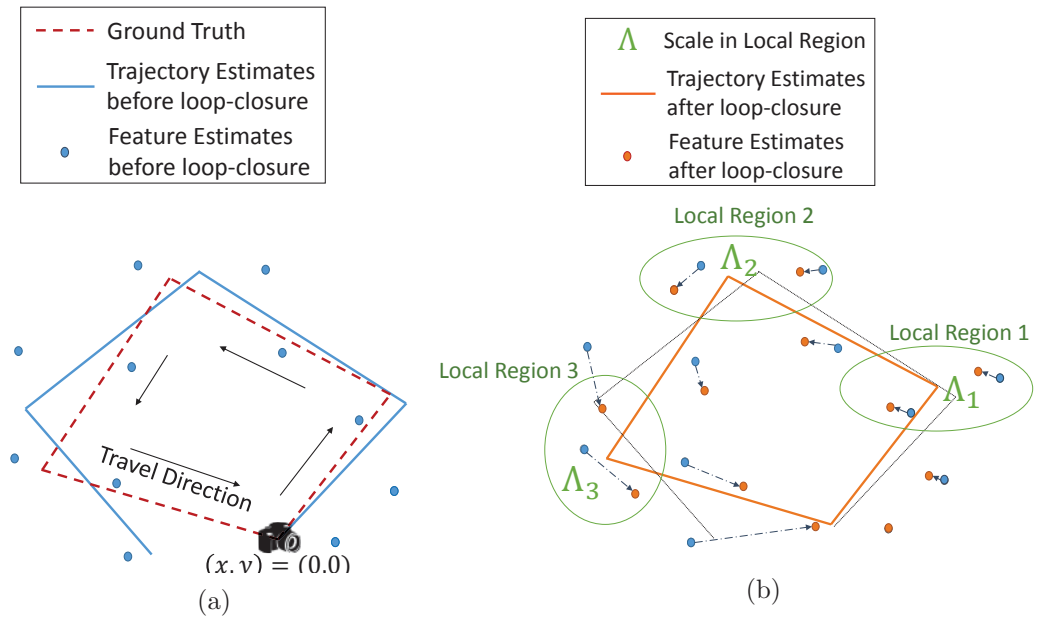 Ground Truth
Trajectory Estimates
before loop-closure
Feature Estimates
before loop-closure
Travel Direction
(x, y) = (0,0)
(a)
Λ Scale in Local Region
Trajectory Estimates
after loop-closure
Feature Estimates
after loop-closure
Local Region 2
Λ2
Local Region 1
Λ1
Local Region 3
Λ3
(b)